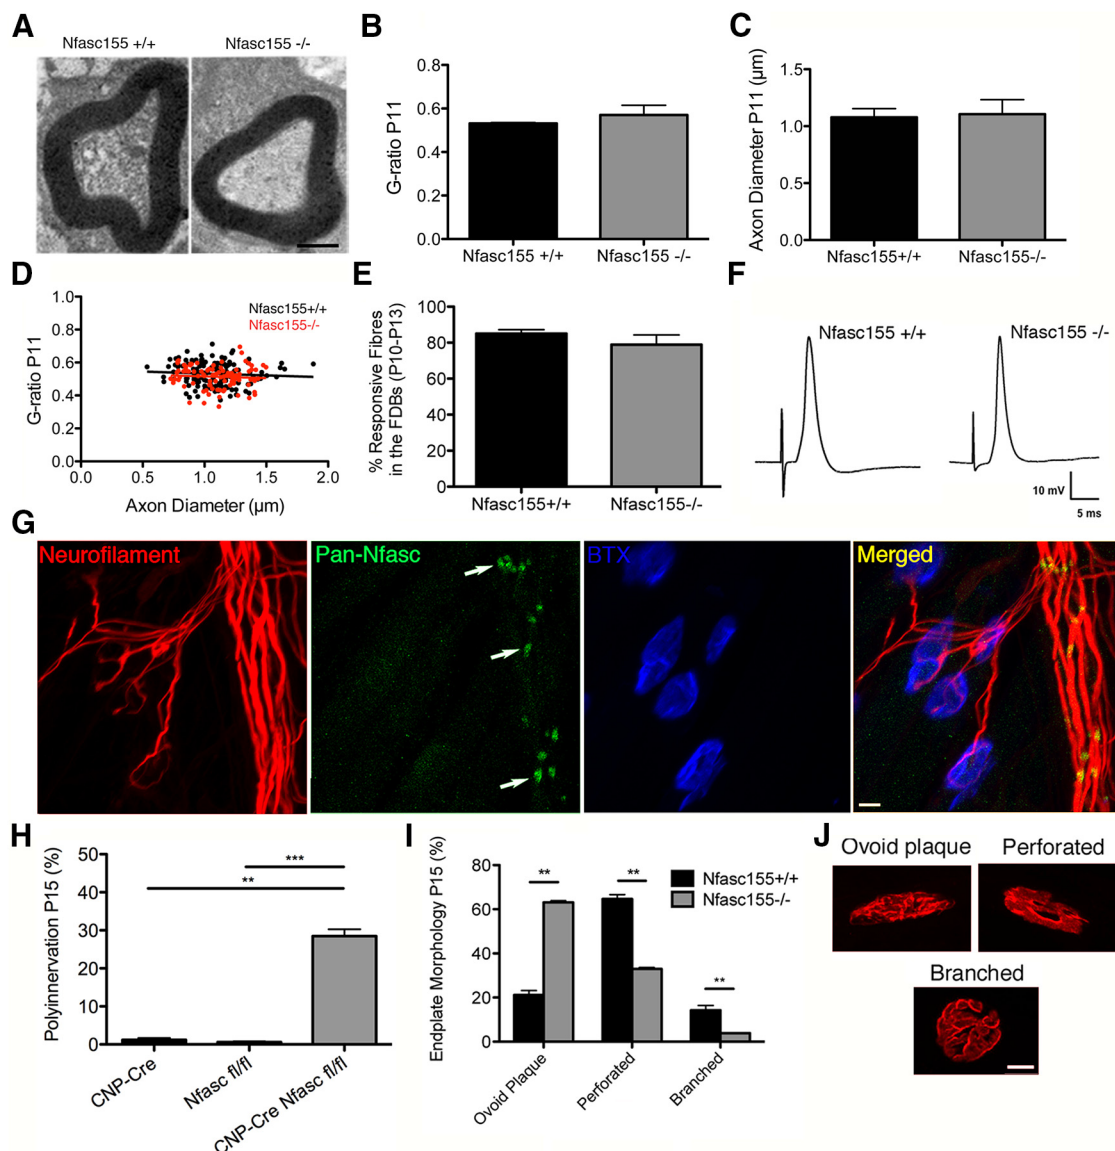 A
Nfasc155 +/+
Nfasc155 -/-
B
G-ratio P11
0.8
0.6
0.4
0.2
0.0
Nfasc155 +/+
Nfasc155 -/-
C
Axon Diameter P11 (µm)
1.5
1.0
0.5
0.0
Nfasc155+/+
Nfasc155-/-
D
G-ratio P11
1.0
0.8
0.6
0.4
0.2
0.0
0.0
0.5
1.0
1.5
2.0
Axon Diameter (µm)
Nfasc155+/+
Nfasc155-/-
E
% Responsive Fibres
in the FDBs (P10-P13)
100
80
60
40
20
0
Nfasc155+/+
Nfasc155-/-
F
Nfasc155 +/+
Nfasc155 -/-
10 mV
5 ms
G
Neurofilament
Pan-Nfasc
BTX
Merged
H
Polyinnervation P15 (%)
50
40
30
20
10
0
***
**
CNP-Cre
Nfasc fl/fl
CNP-Cre Nfasc fl/fl
I
Endplate Morphology P15 (%)
80
60
40
20
0
**
**
**
Nfasc155+/+
Nfasc155-/-
Ovoid Plaque
Perforated
Branched
J
Ovoid plaque
Perforated
Branched